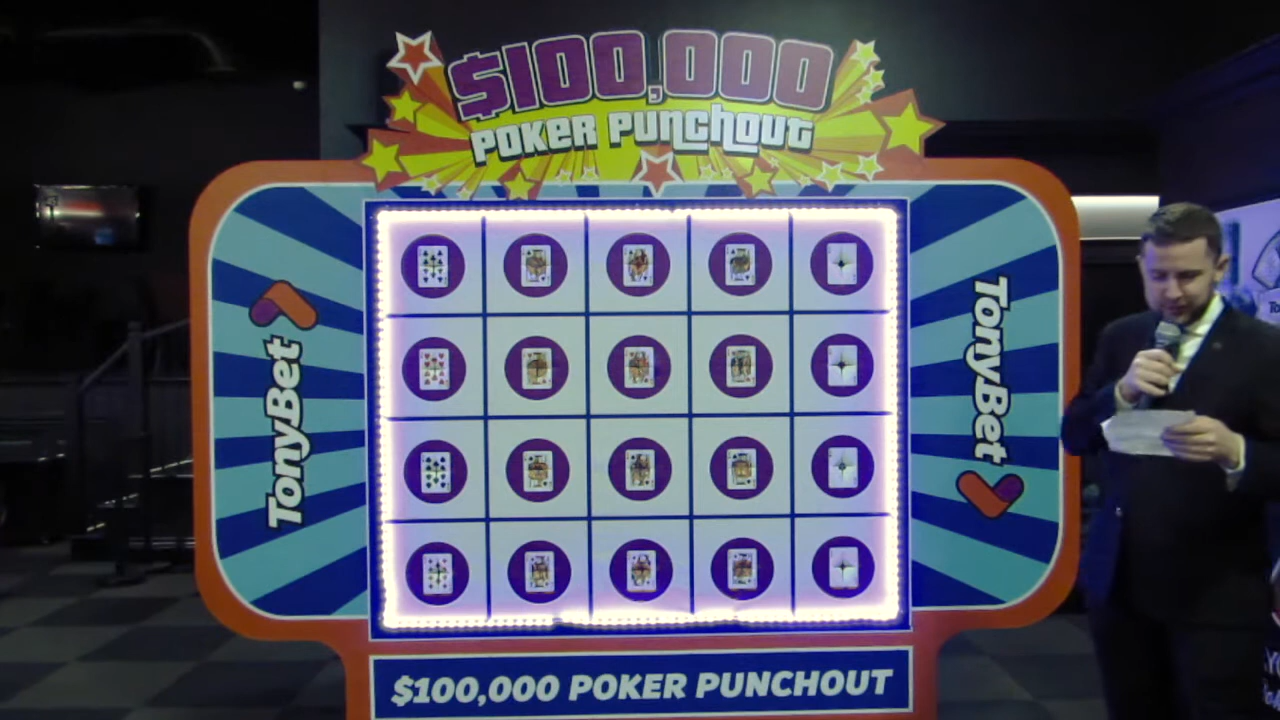 $100,000
POKER PUNCHOUT
TonyBet
TonyBet
$100,000 POKER PUNCHOUT